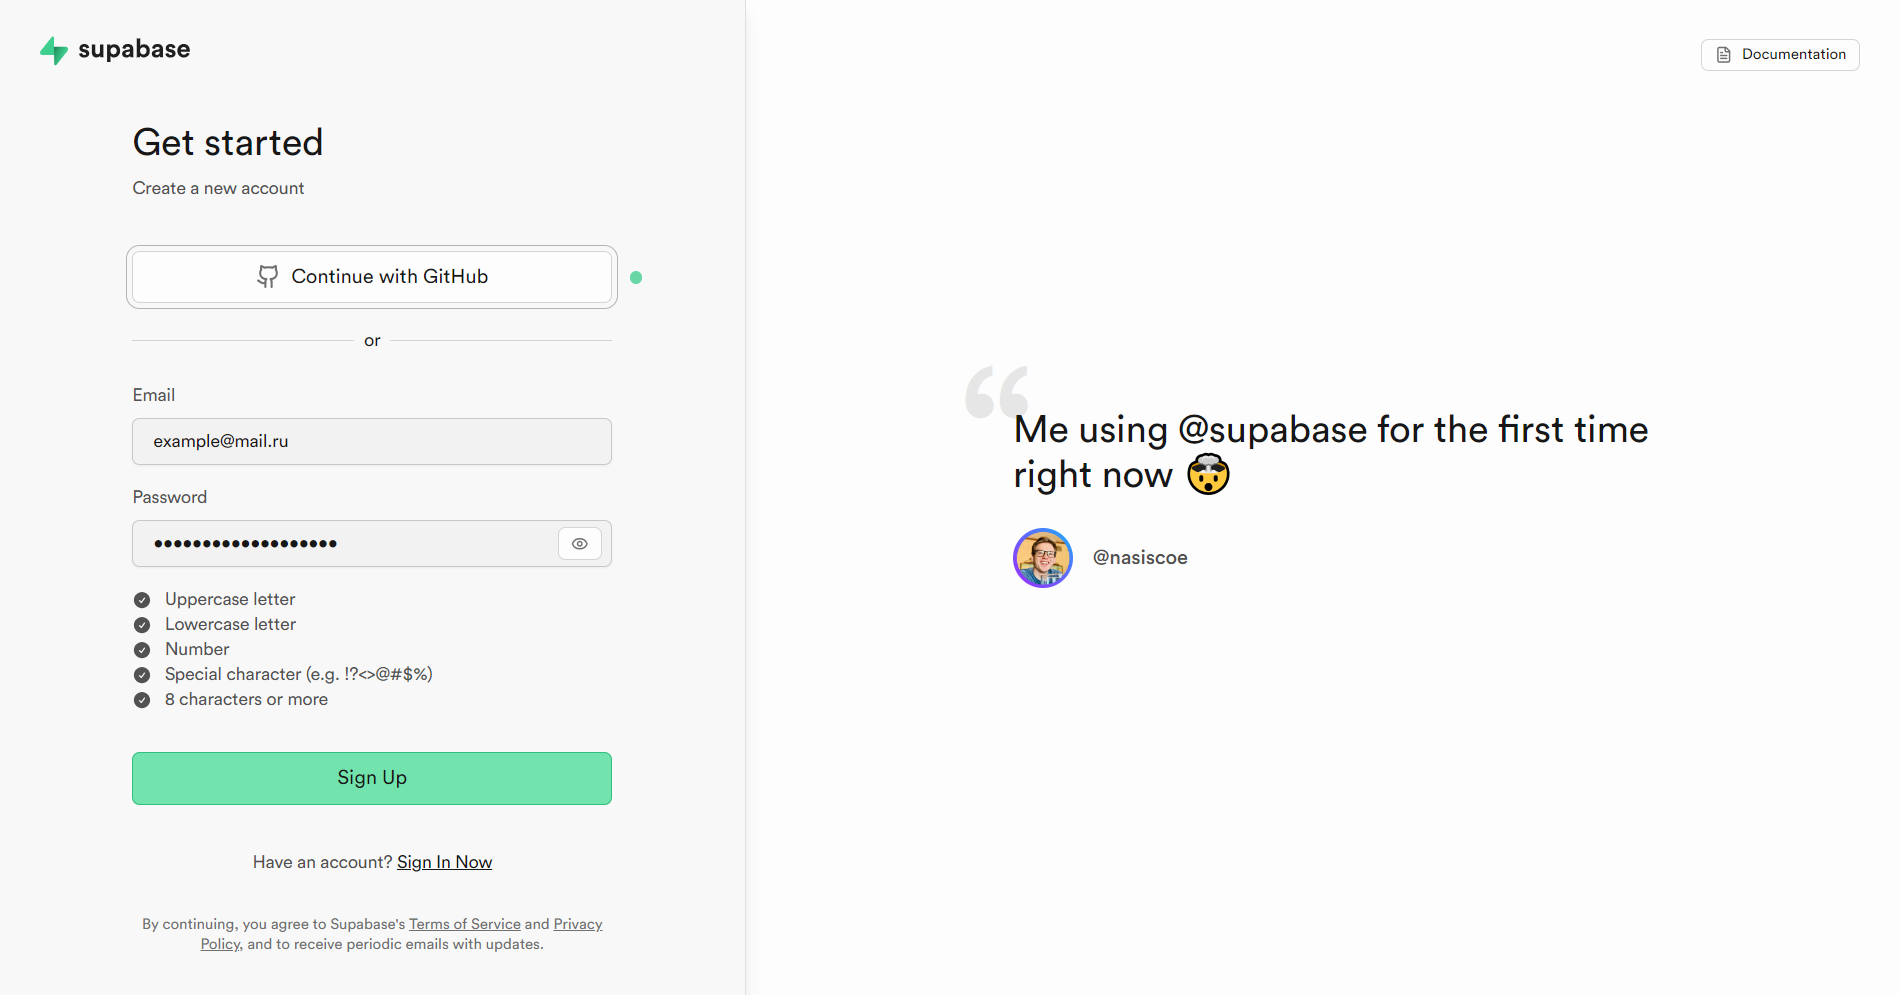 supabase
Documentation
Get started
Create a new account
Continue with GitHub
or
Email
example@mail.ru
Password
•••••••••••••••••••
Uppercase letter
Lowercase letter
Number
Special character (e.g. !?<>@#$%)
8 characters or more
Sign Up
Have an account? Sign In Now
By continuing, you agree to Supabase's Terms of Service and Privacy
Policy, and to receive periodic emails with updates.
“
Me using @supabase for the first time
right now 🤯
@nasiscoe